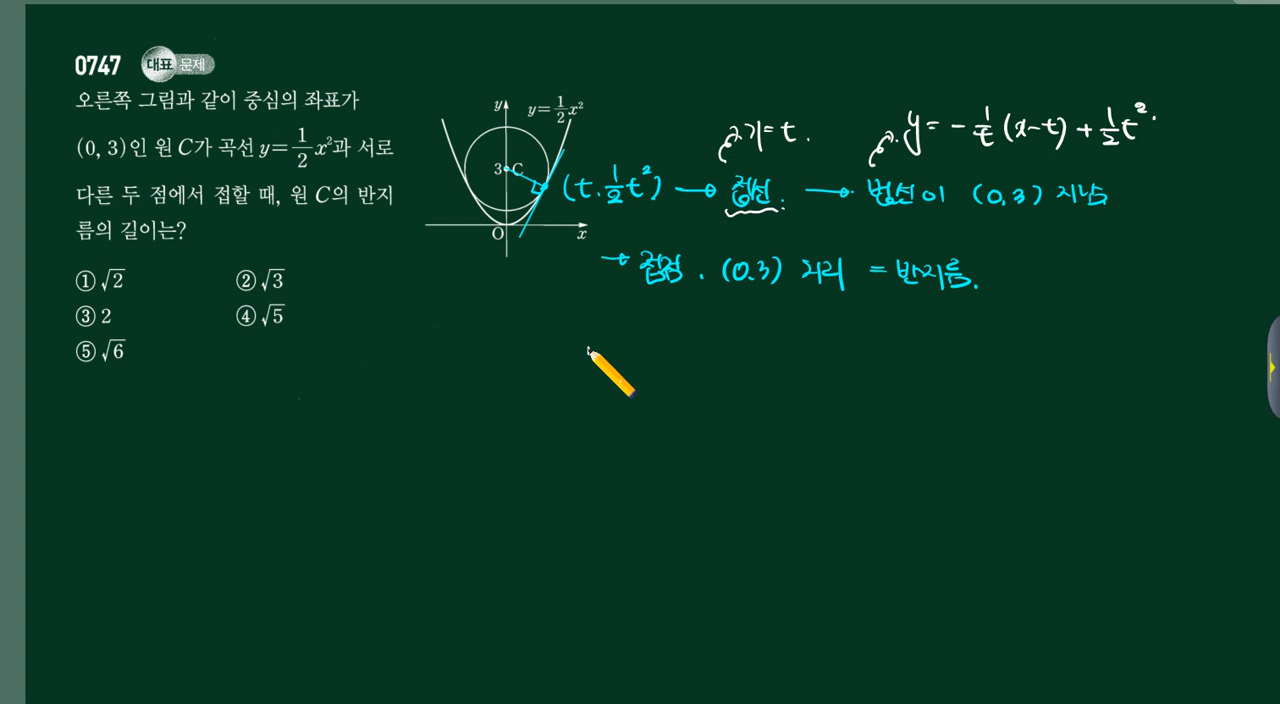 0747 대표 문제
오른쪽 그림과 같이 중심의 좌표가
(0, 3)인 원 C가 곡선 y=1/2x²과 서로
다른 두 점에서 접할 때, 원 C의 반지
름의 길이는?
① √2 ② √3
③ 2 ④ √5
⑤ √6
y y=1/2x²
3 C
O x
기=t. y=-1/t(x-t)+1/2t².
(t.1/2t²) → 접선. → 법선이 (0.3) 지남
→ 접점. (0.3) 거리 = 반지름.